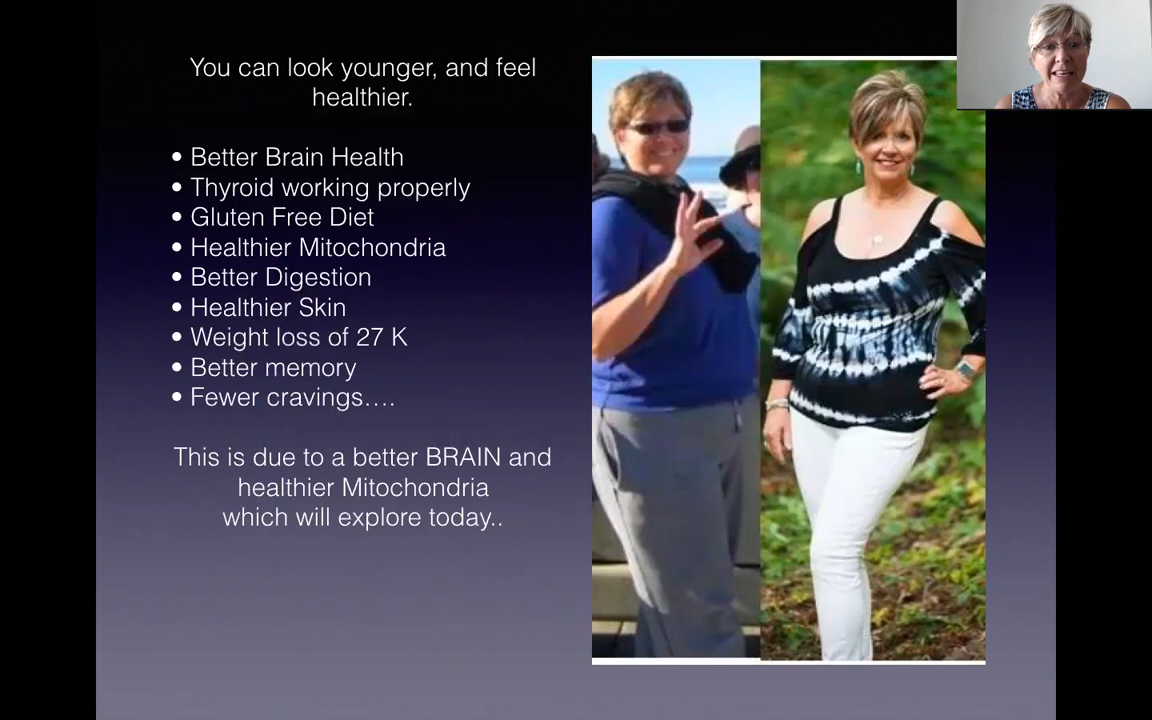 You can look younger, and feel
healthier.
• Better Brain Health
• Thyroid working properly
• Gluten Free Diet
• Healthier Mitochondria
• Better Digestion
• Healthier Skin
• Weight loss of 27 K
• Better memory
• Fewer cravings....
This is due to a better BRAIN and
healthier Mitochondria
which will explore today..